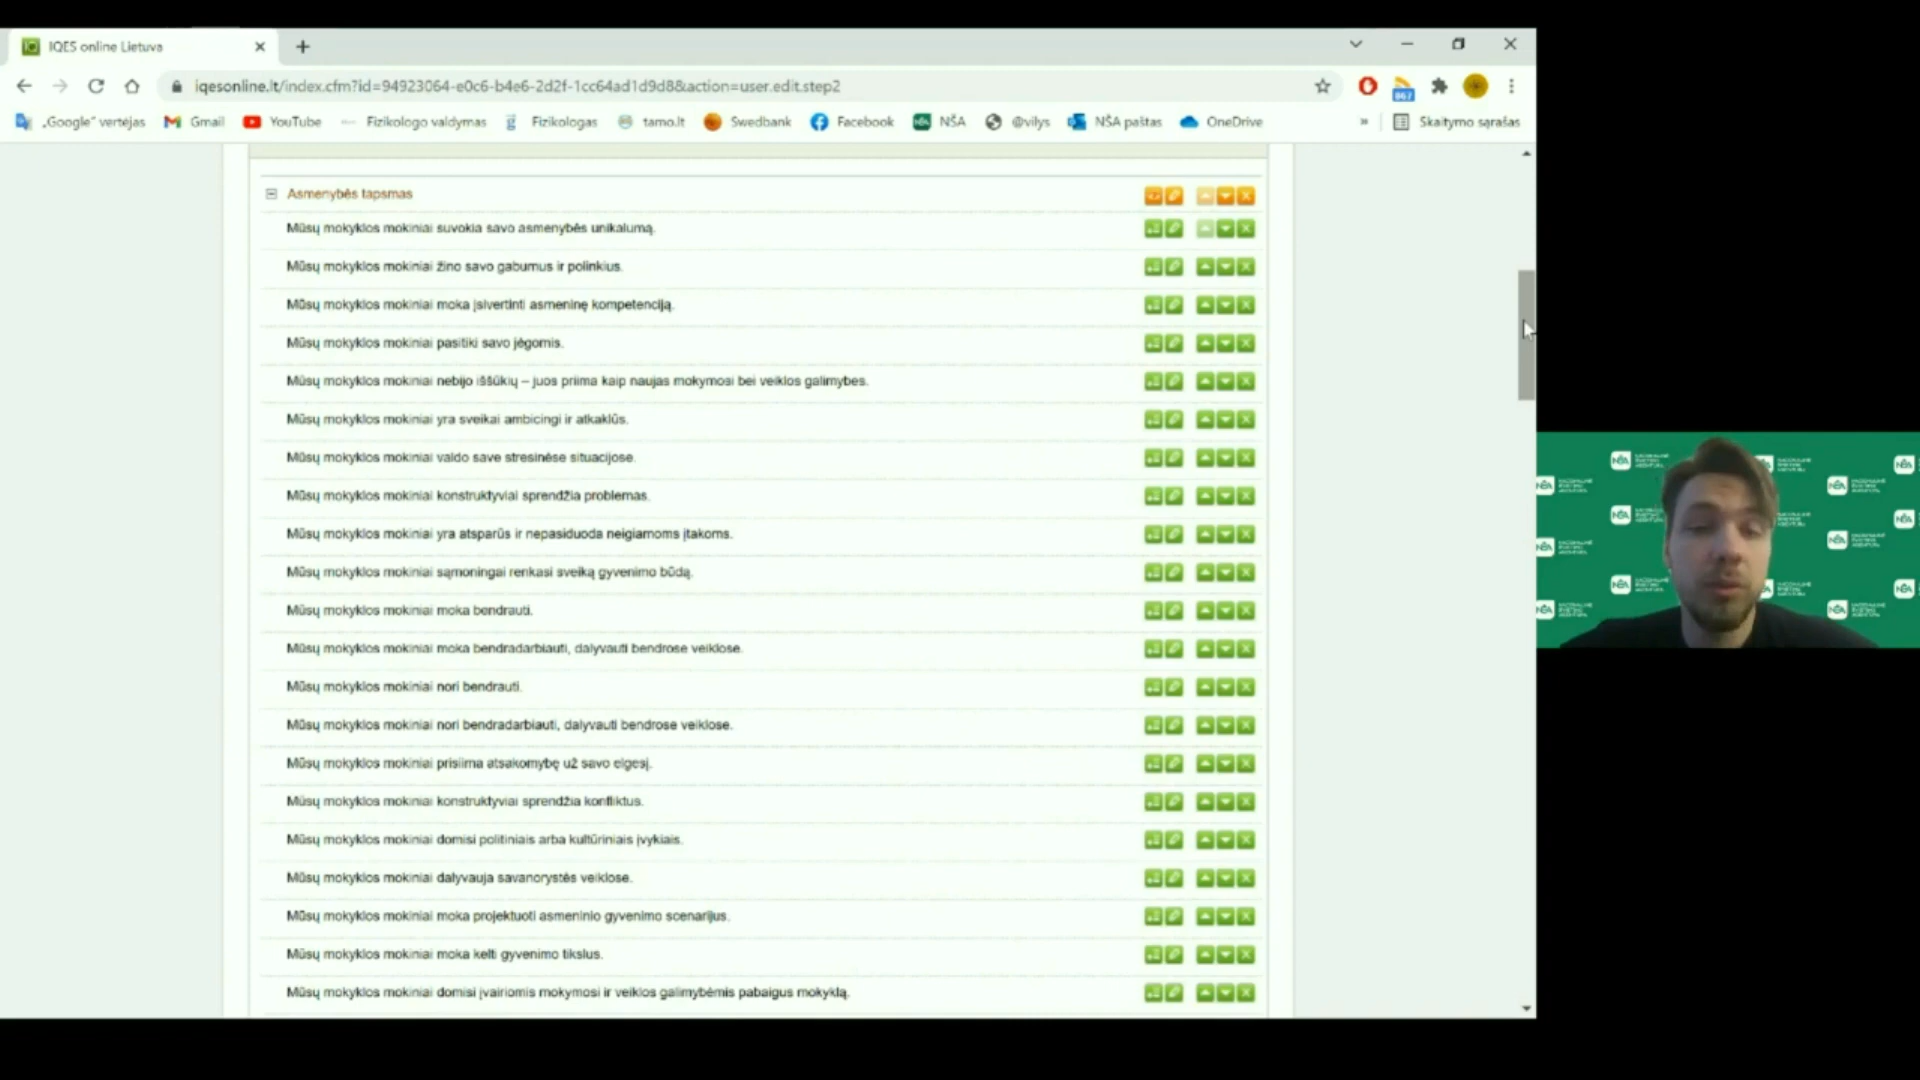 IQES online Lietuva
iqesonline.lt/index.cfm?id=94923064-e0c6-b4e6-2d2f-1cc64ad1d9d8&action=user.edit.step2
867
„Google“ vertėjas Gmail YouTube Fizikologo valdymas Fizikologas tamo.lt Swedbank Facebook NŠA @vilys NŠA paštas OneDrive » Skaitymo sąrašas
Asmenybės tapsmas
Mūsų mokyklos mokiniai suvokia savo asmenybės unikalumą.
Mūsų mokyklos mokiniai žino savo gabumus ir polinkius.
Mūsų mokyklos mokiniai moka įsivertinti asmeninę kompetenciją.
Mūsų mokyklos mokiniai pasitiki savo jėgomis.
Mūsų mokyklos mokiniai nebijo iššūkių – juos priima kaip naujas mokymosi bei veiklos galimybes.
Mūsų mokyklos mokiniai yra sveikai ambicingi ir atkaklūs.
Mūsų mokyklos mokiniai valdo save stresinėse situacijose.
Mūsų mokyklos mokiniai konstruktyviai sprendžia problemas.
Mūsų mokyklos mokiniai yra atsparūs ir nepasiduoda neigiamoms įtakoms.
Mūsų mokyklos mokiniai sąmoningai renkasi sveiką gyvenimo būdą.
Mūsų mokyklos mokiniai moka bendrauti.
Mūsų mokyklos mokiniai moka bendradarbiauti, dalyvauti bendrose veiklose.
Mūsų mokyklos mokiniai nori bendrauti.
Mūsų mokyklos mokiniai nori bendradarbiauti, dalyvauti bendrose veiklose.
Mūsų mokyklos mokiniai prisiima atsakomybę už savo elgesį.
Mūsų mokyklos mokiniai konstruktyviai sprendžia konfliktus.
Mūsų mokyklos mokiniai domisi politiniais arba kultūriniais įvykiais.
Mūsų mokyklos mokiniai dalyvauja savanorystės veiklose.
Mūsų mokyklos mokiniai moka projektuoti asmeninio gyvenimo scenarijus.
Mūsų mokyklos mokiniai moka kelti gyvenimo tikslus.
Mūsų mokyklos mokiniai domisi įvairiomis mokymosi ir veiklos galimybėmis pabaigus mokyklą.
NŠA